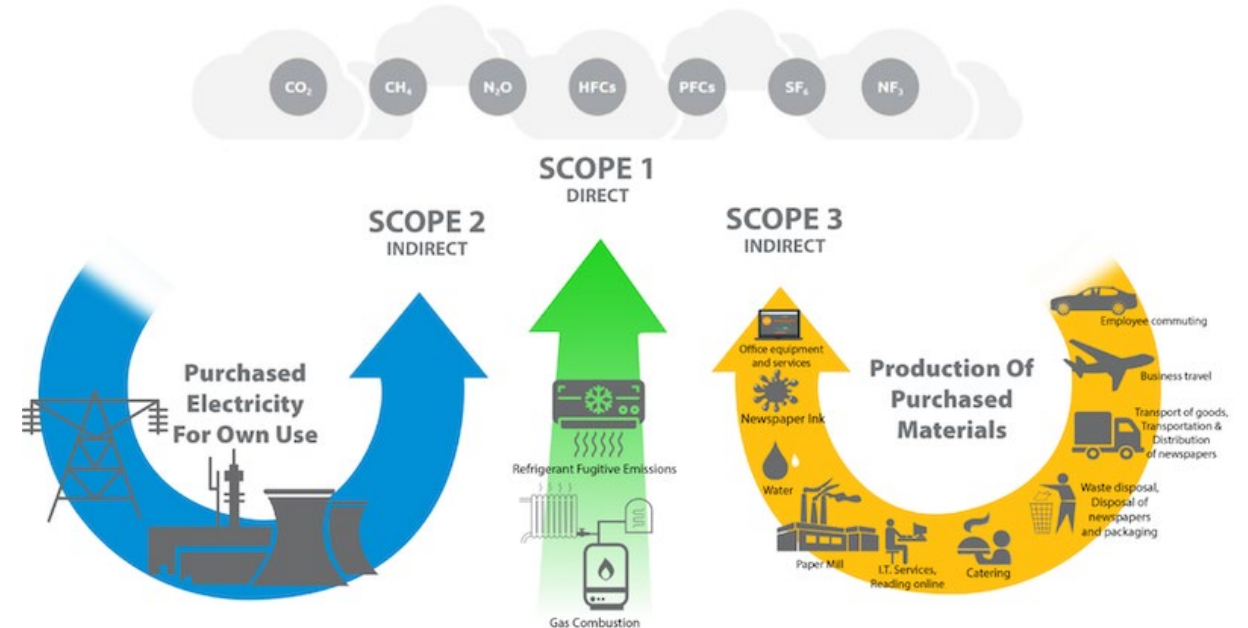 CO₂
CH₄
N₂O
HFCs
PFCs
SF₆
NF₃
SCOPE 1
DIRECT
SCOPE 2
INDIRECT
SCOPE 3
INDIRECT
Purchased
Electricity
For Own Use
Refrigerant Fugitive Emissions
Gas Combustion
Production Of
Purchased
Materials
Office equipment
and services
Newspaper Ink
Water
Paper Mill
I.T. Services,
Reading online
Catering
Waste disposal,
Disposal of
newspapers
and packaging
Transport of goods,
Transportation &
Distribution
of newspapers
Business travel
Employee commuting